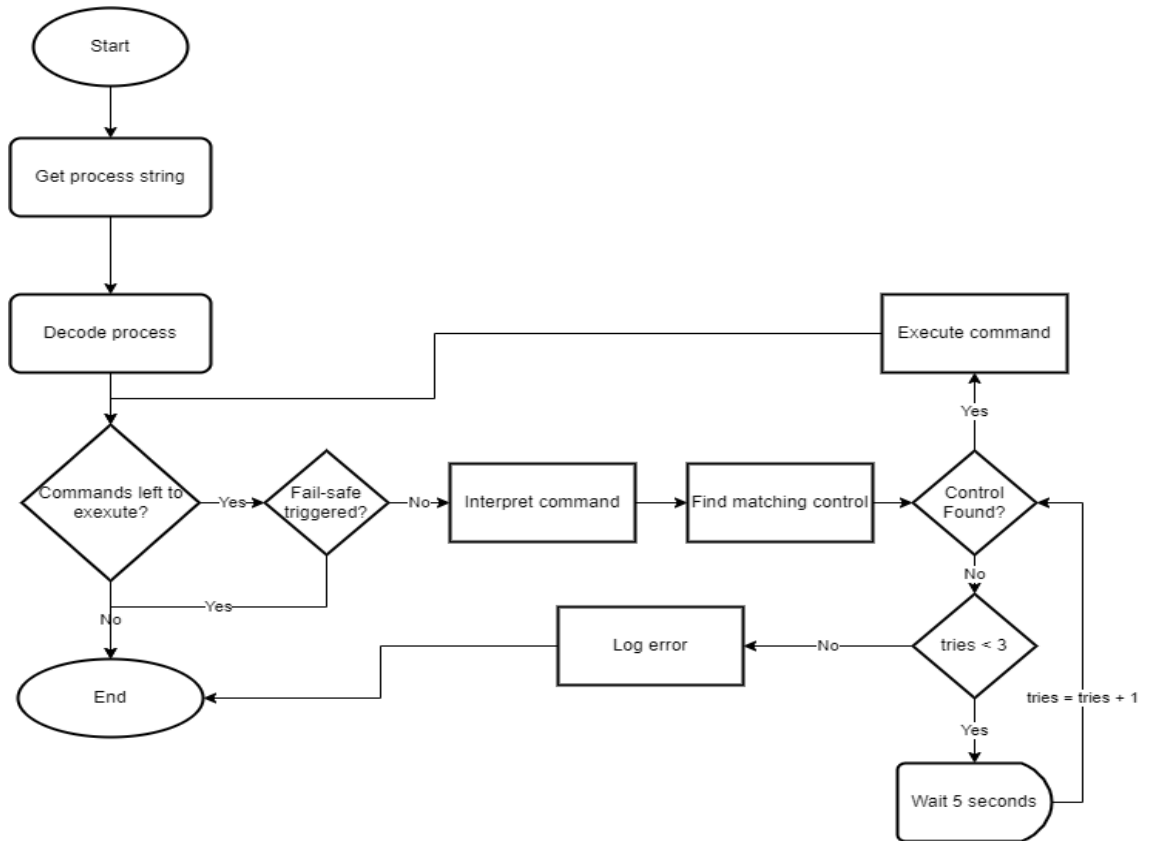 Start
Get process string
Decode process
Execute command
Yes
Commands left to
exexute?
Yes
Fail-safe
triggered?
No
Interpret command
Find matching control
Control
Found?
No
Yes
No
Log error
No
tries < 3
tries = tries + 1
End
Yes
Wait 5 seconds